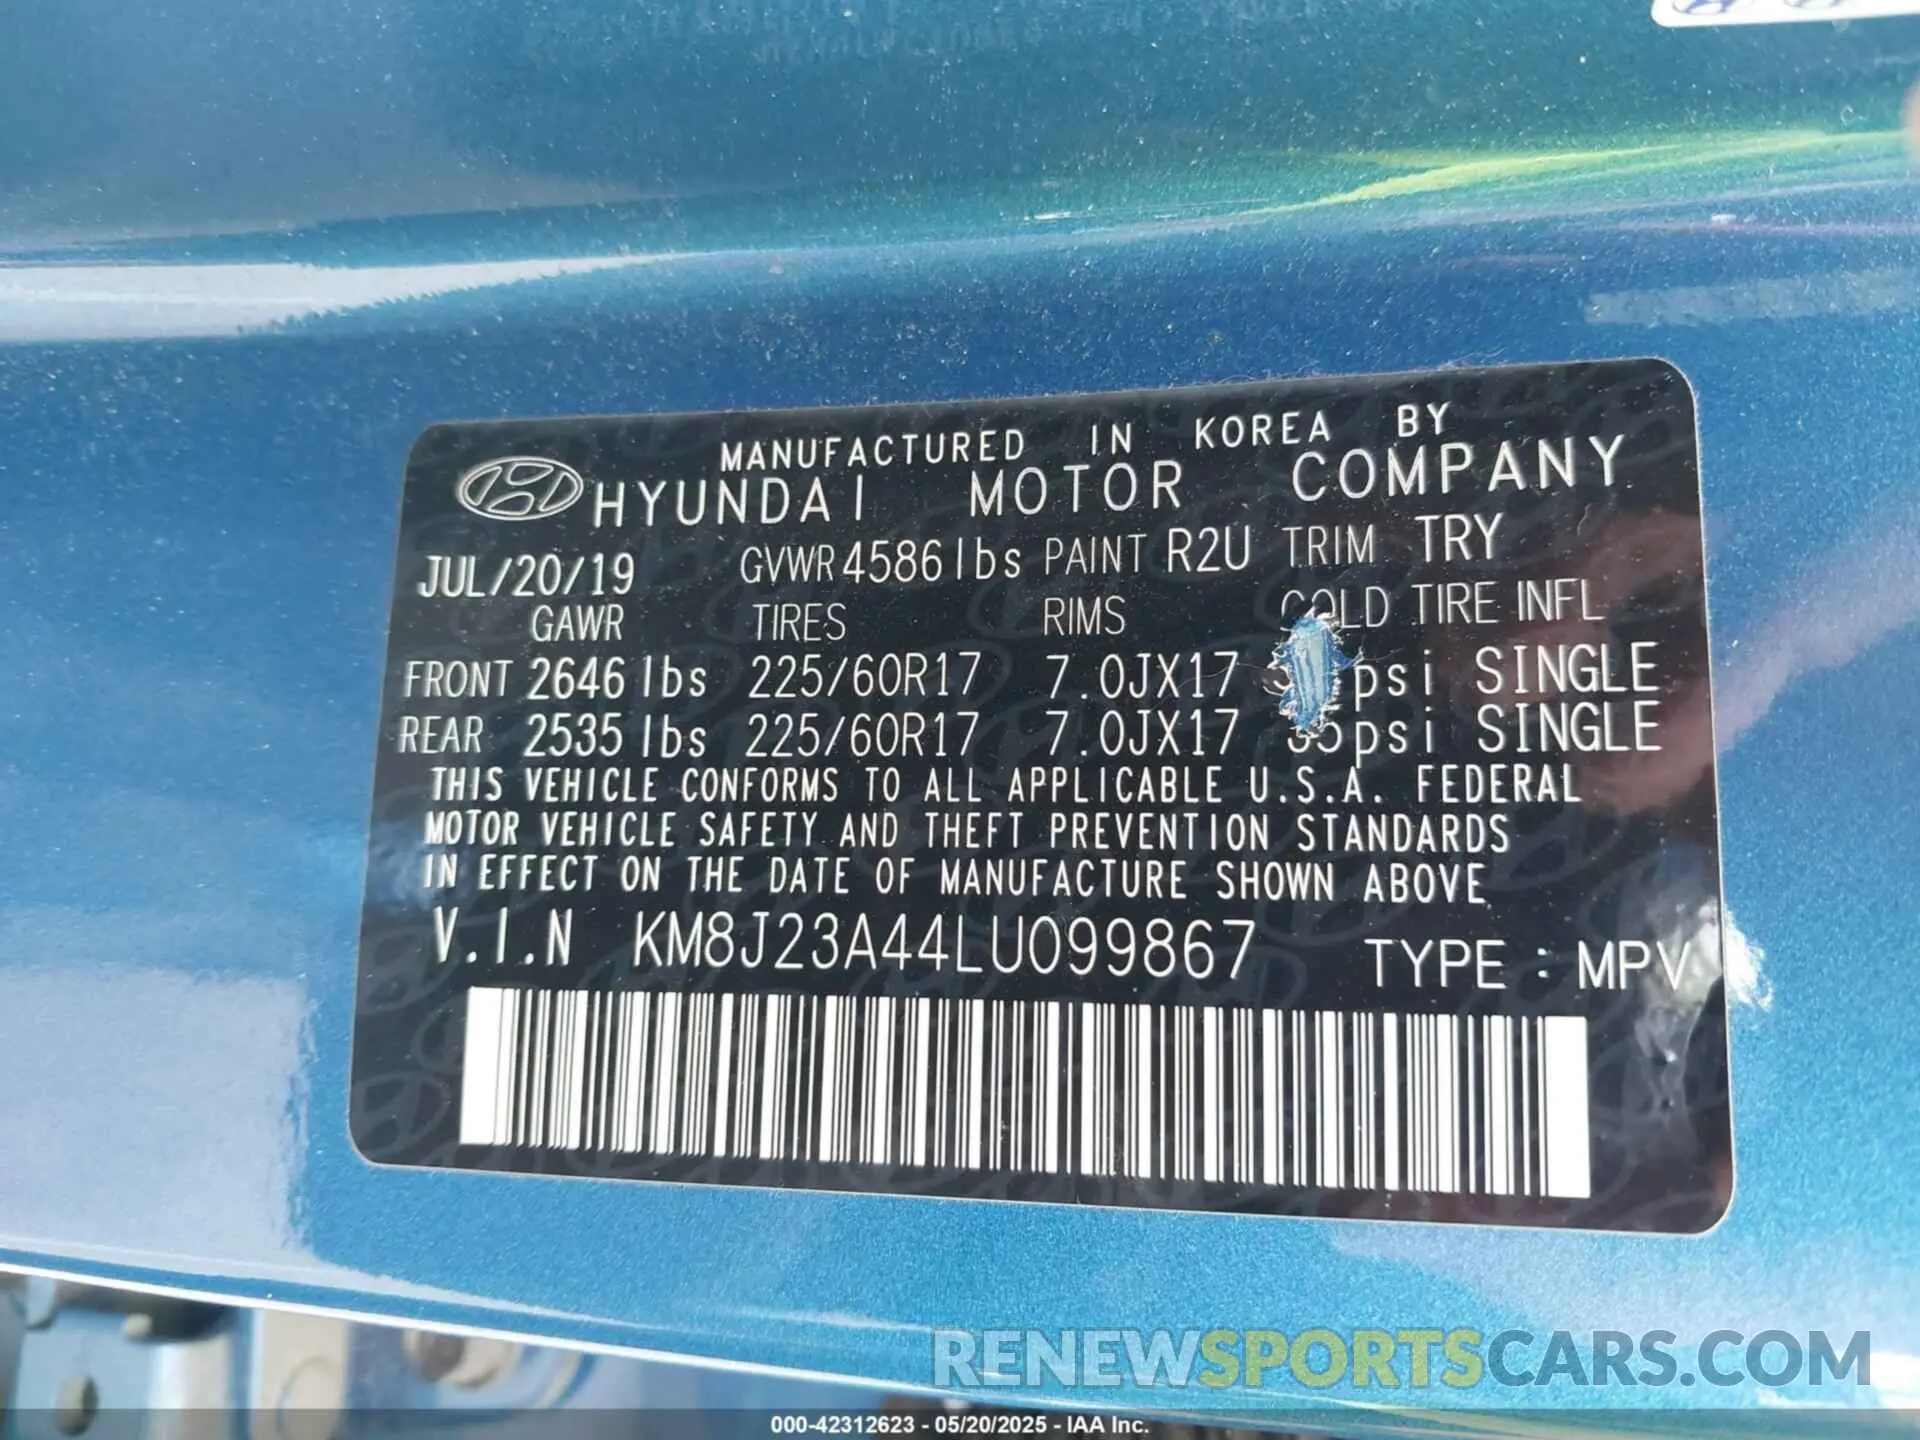 MANUFACTURED IN KOREA BY
HYUNDAI MOTOR COMPANY
JUL/20/19 GVWR 4586lbs PAINT R2U TRIM TRY
GAWR TIRES RIMS COLD TIRE INFL
FRONT 2646 lbs 225/60R17 7.0JX17 psi SINGLE
REAR 2535 lbs 225/60R17 7.0JX17 35psi SINGLE
THIS VEHICLE CONFORMS TO ALL APPLICABLE U.S.A. FEDERAL
MOTOR VEHICLE SAFETY AND THEFT PREVENTION STANDARDS
IN EFFECT ON THE DATE OF MANUFACTURE SHOWN ABOVE
V.I.N KM8J23A44LU099867 TYPE : MPV
RENEWSPORTSCARS.COM
000-42312623 - 05/20/2025 - IAA Inc.